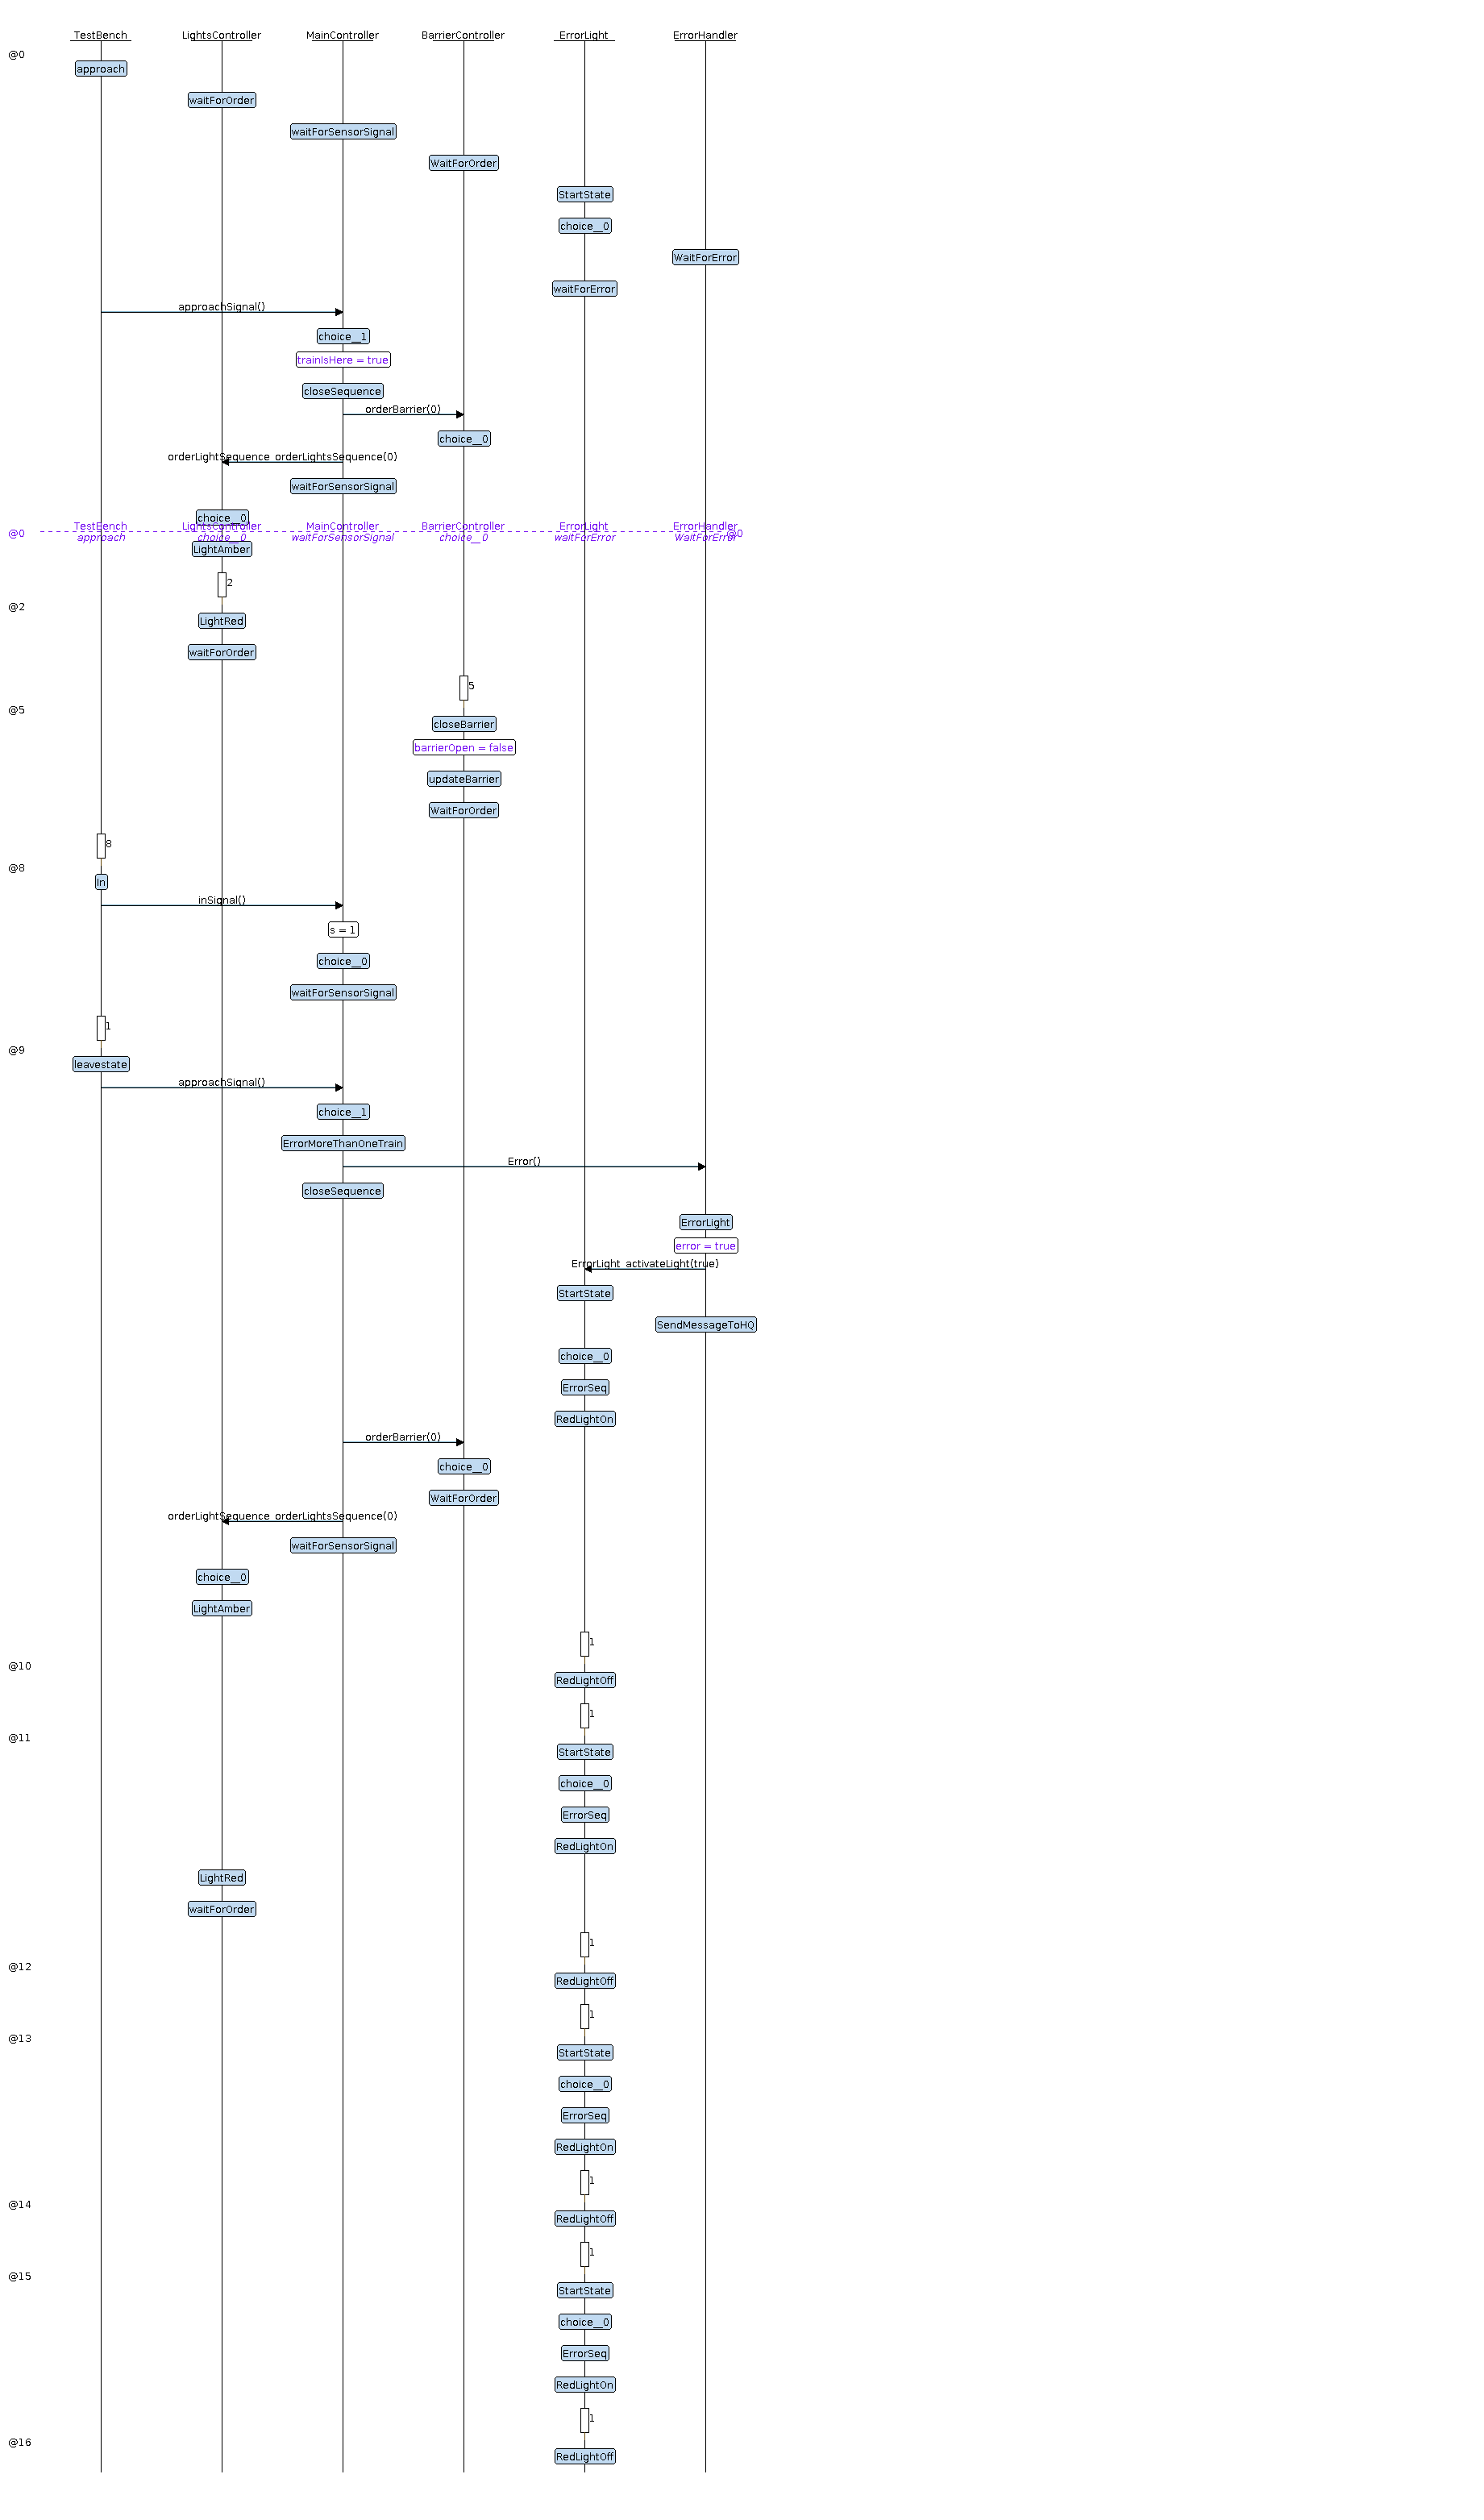 TestBench LightsController MainController BarrierController ErrorLight ErrorHandler
@0
approach
waitForOrder
waitForSensorSignal
WaitForOrder
StartState
choice__0
WaitForError
waitForError
approachSignal()
choice__1
trainIsHere = true
closeSequence
orderBarrier(0)
choice__0
orderLightSequence_orderLightsSequence(0)
waitForSensorSignal
choice__0
TestBench LightsController MainController BarrierController ErrorLight ErrorHandler
@0 @0
approach choice__0 waitForSensorSignal choice__0 waitForError WaitForError
LightAmber
2
@2
LightRed
waitForOrder
5
@5
closeBarrier
barrierOpen = false
updateBarrier
WaitForOrder
8
@8
In
inSignal()
s = 1
choice__0
waitForSensorSignal
1
@9
leavestate
approachSignal()
choice__1
ErrorMoreThanOneTrain
Error()
closeSequence
ErrorLight
error = true
ErrorLight_activateLight(true)
StartState
SendMessageToHQ
choice__0
ErrorSeq
RedLightOn
orderBarrier(0)
choice__0
WaitForOrder
orderLightSequence_orderLightsSequence(0)
waitForSensorSignal
choice__0
LightAmber
1
@10
RedLightOff
1
@11
StartState
choice__0
ErrorSeq
RedLightOn
LightRed
waitForOrder
1
@12
RedLightOff
1
@13
StartState
choice__0
ErrorSeq
RedLightOn
1
@14
RedLightOff
1
@15
StartState
choice__0
ErrorSeq
RedLightOn
1
@16
RedLightOff